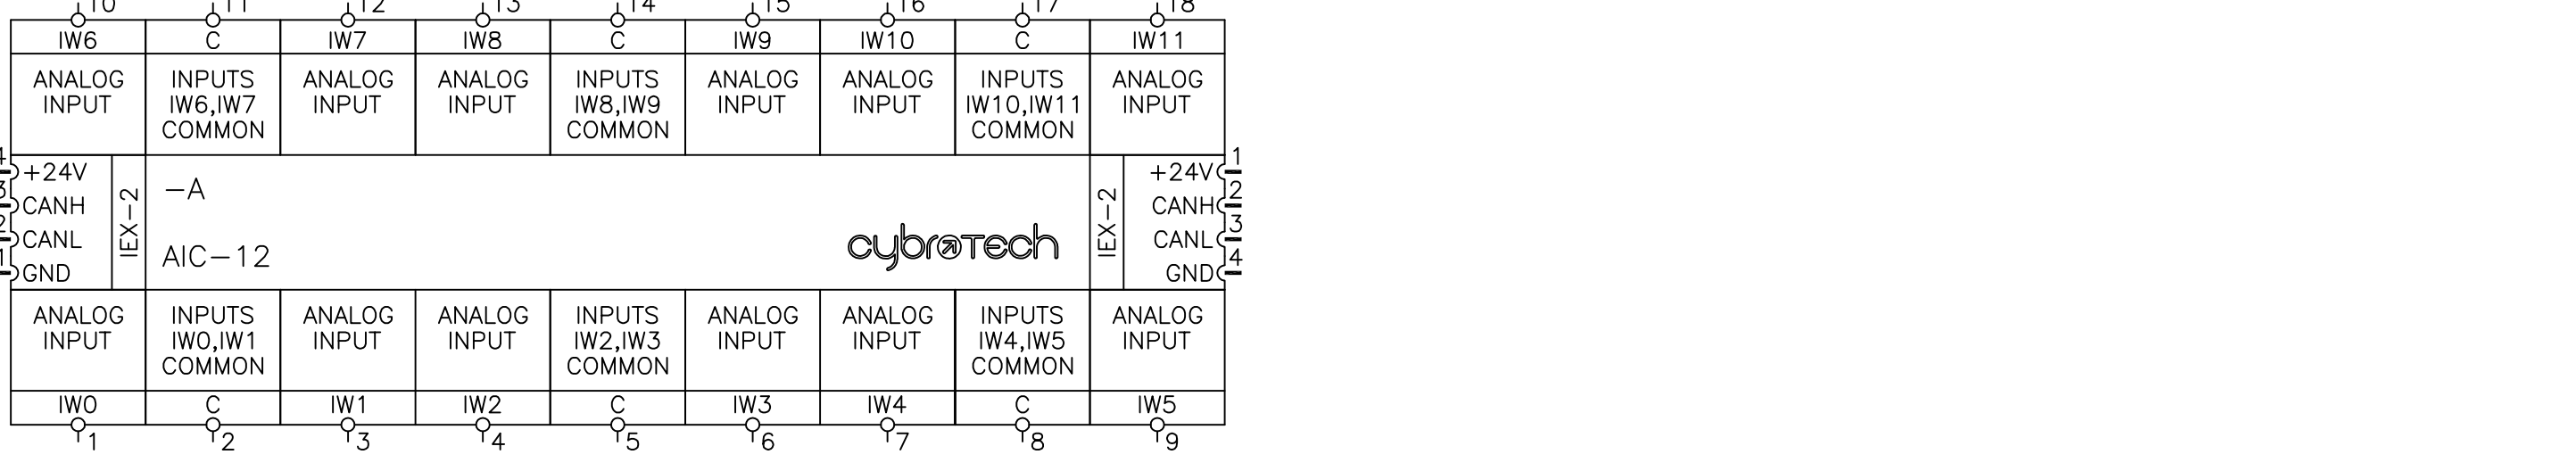 10 11 12 13 14 15 16 17 18
IW6 C IW7 IW8 C IW9 IW10 C IW11
ANALOG INPUTS ANALOG ANALOG INPUTS ANALOG ANALOG INPUTS ANALOG
INPUT IW6,IW7 INPUT INPUT IW8,IW9 INPUT INPUT IW10,IW11 INPUT
COMMON COMMON COMMON
4 +24V +24V 1
3 CANH CANH 2
2 CANL CANL 3
1 GND GND 4
IEX-2
-A
AIC-12
cybrotech
IEX-2
ANALOG INPUTS ANALOG ANALOG INPUTS ANALOG ANALOG INPUTS ANALOG
INPUT IW0,IW1 INPUT INPUT IW2,IW3 INPUT INPUT IW4,IW5 INPUT
COMMON COMMON COMMON
IW0 C IW1 IW2 C IW3 IW4 C IW5
1 2 3 4 5 6 7 8 9